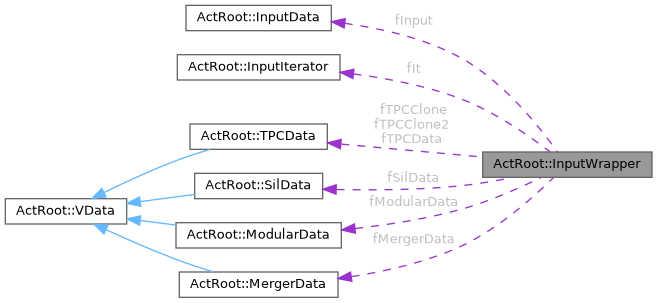 ActRoot::InputData
fInput
ActRoot::InputIterator
fIt
fTPCClone
fTPCClone2
fTPCData
ActRoot::TPCData
ActRoot::InputWrapper
fSilData
ActRoot::SilData
fModularData
ActRoot::VData
ActRoot::ModularData
fMergerData
ActRoot::MergerData